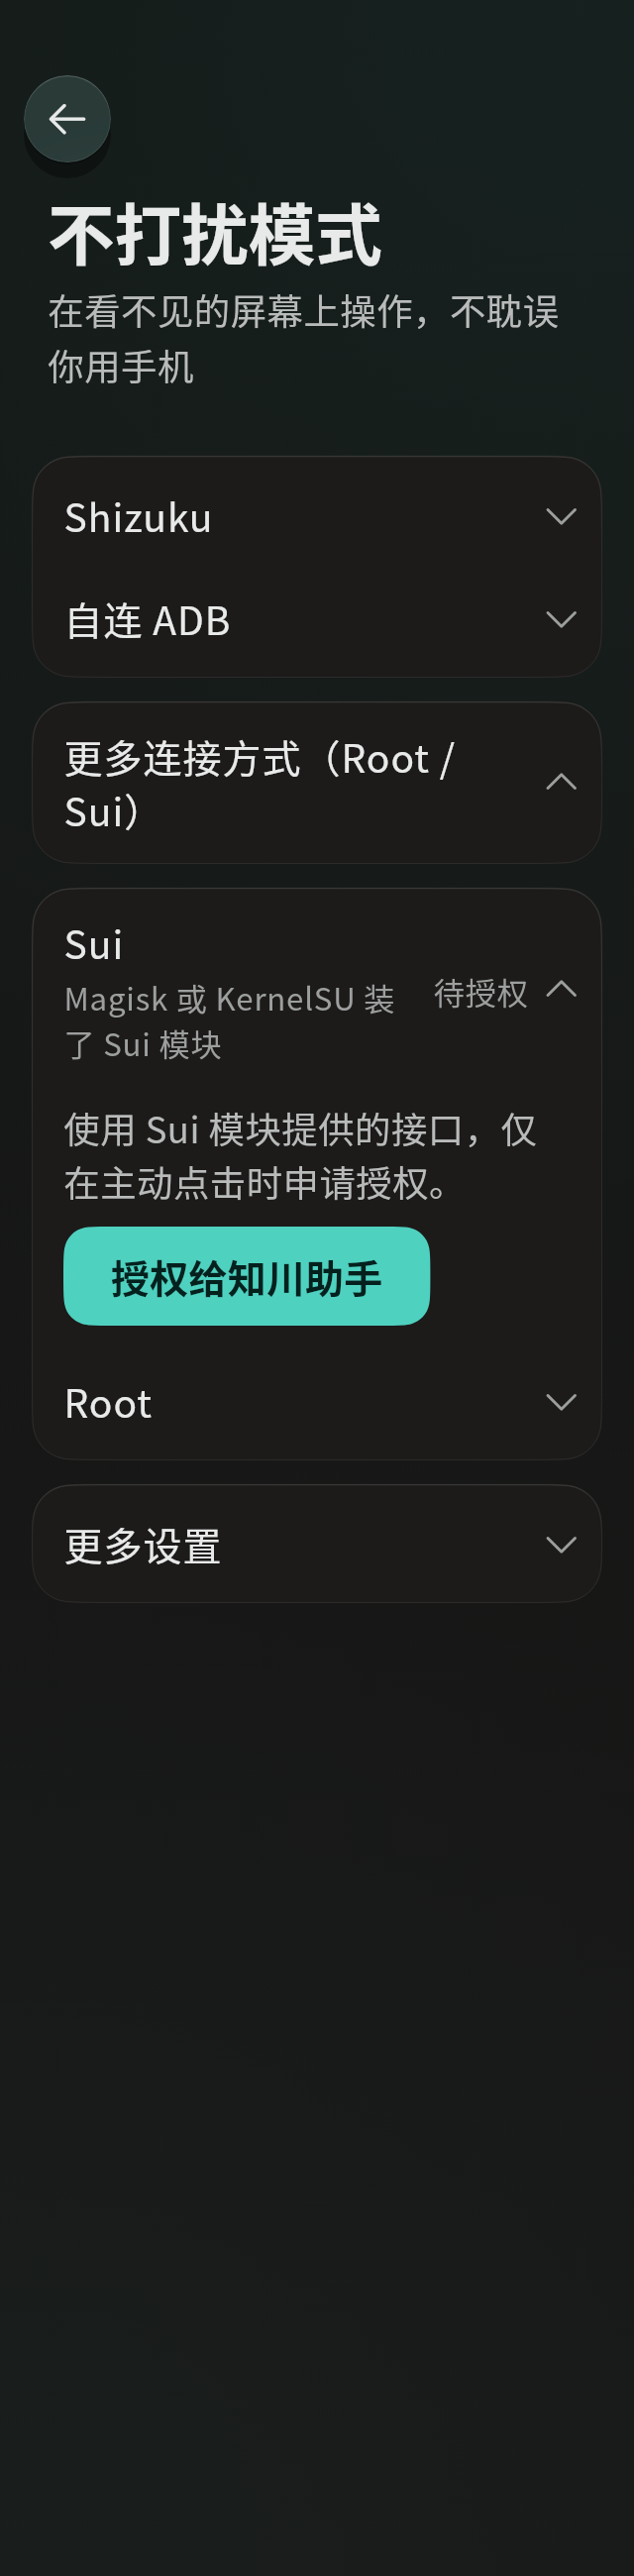 不打扰模式
在看不见的屏幕上操作，不耽误
你用手机
Shizuku
自连 ADB
更多连接方式（Root /
Sui）
Sui
Magisk 或 KernelSU 装
了 Sui 模块
待授权
使用 Sui 模块提供的接口，仅
在主动点击时申请授权。
授权给知川助手
Root
更多设置